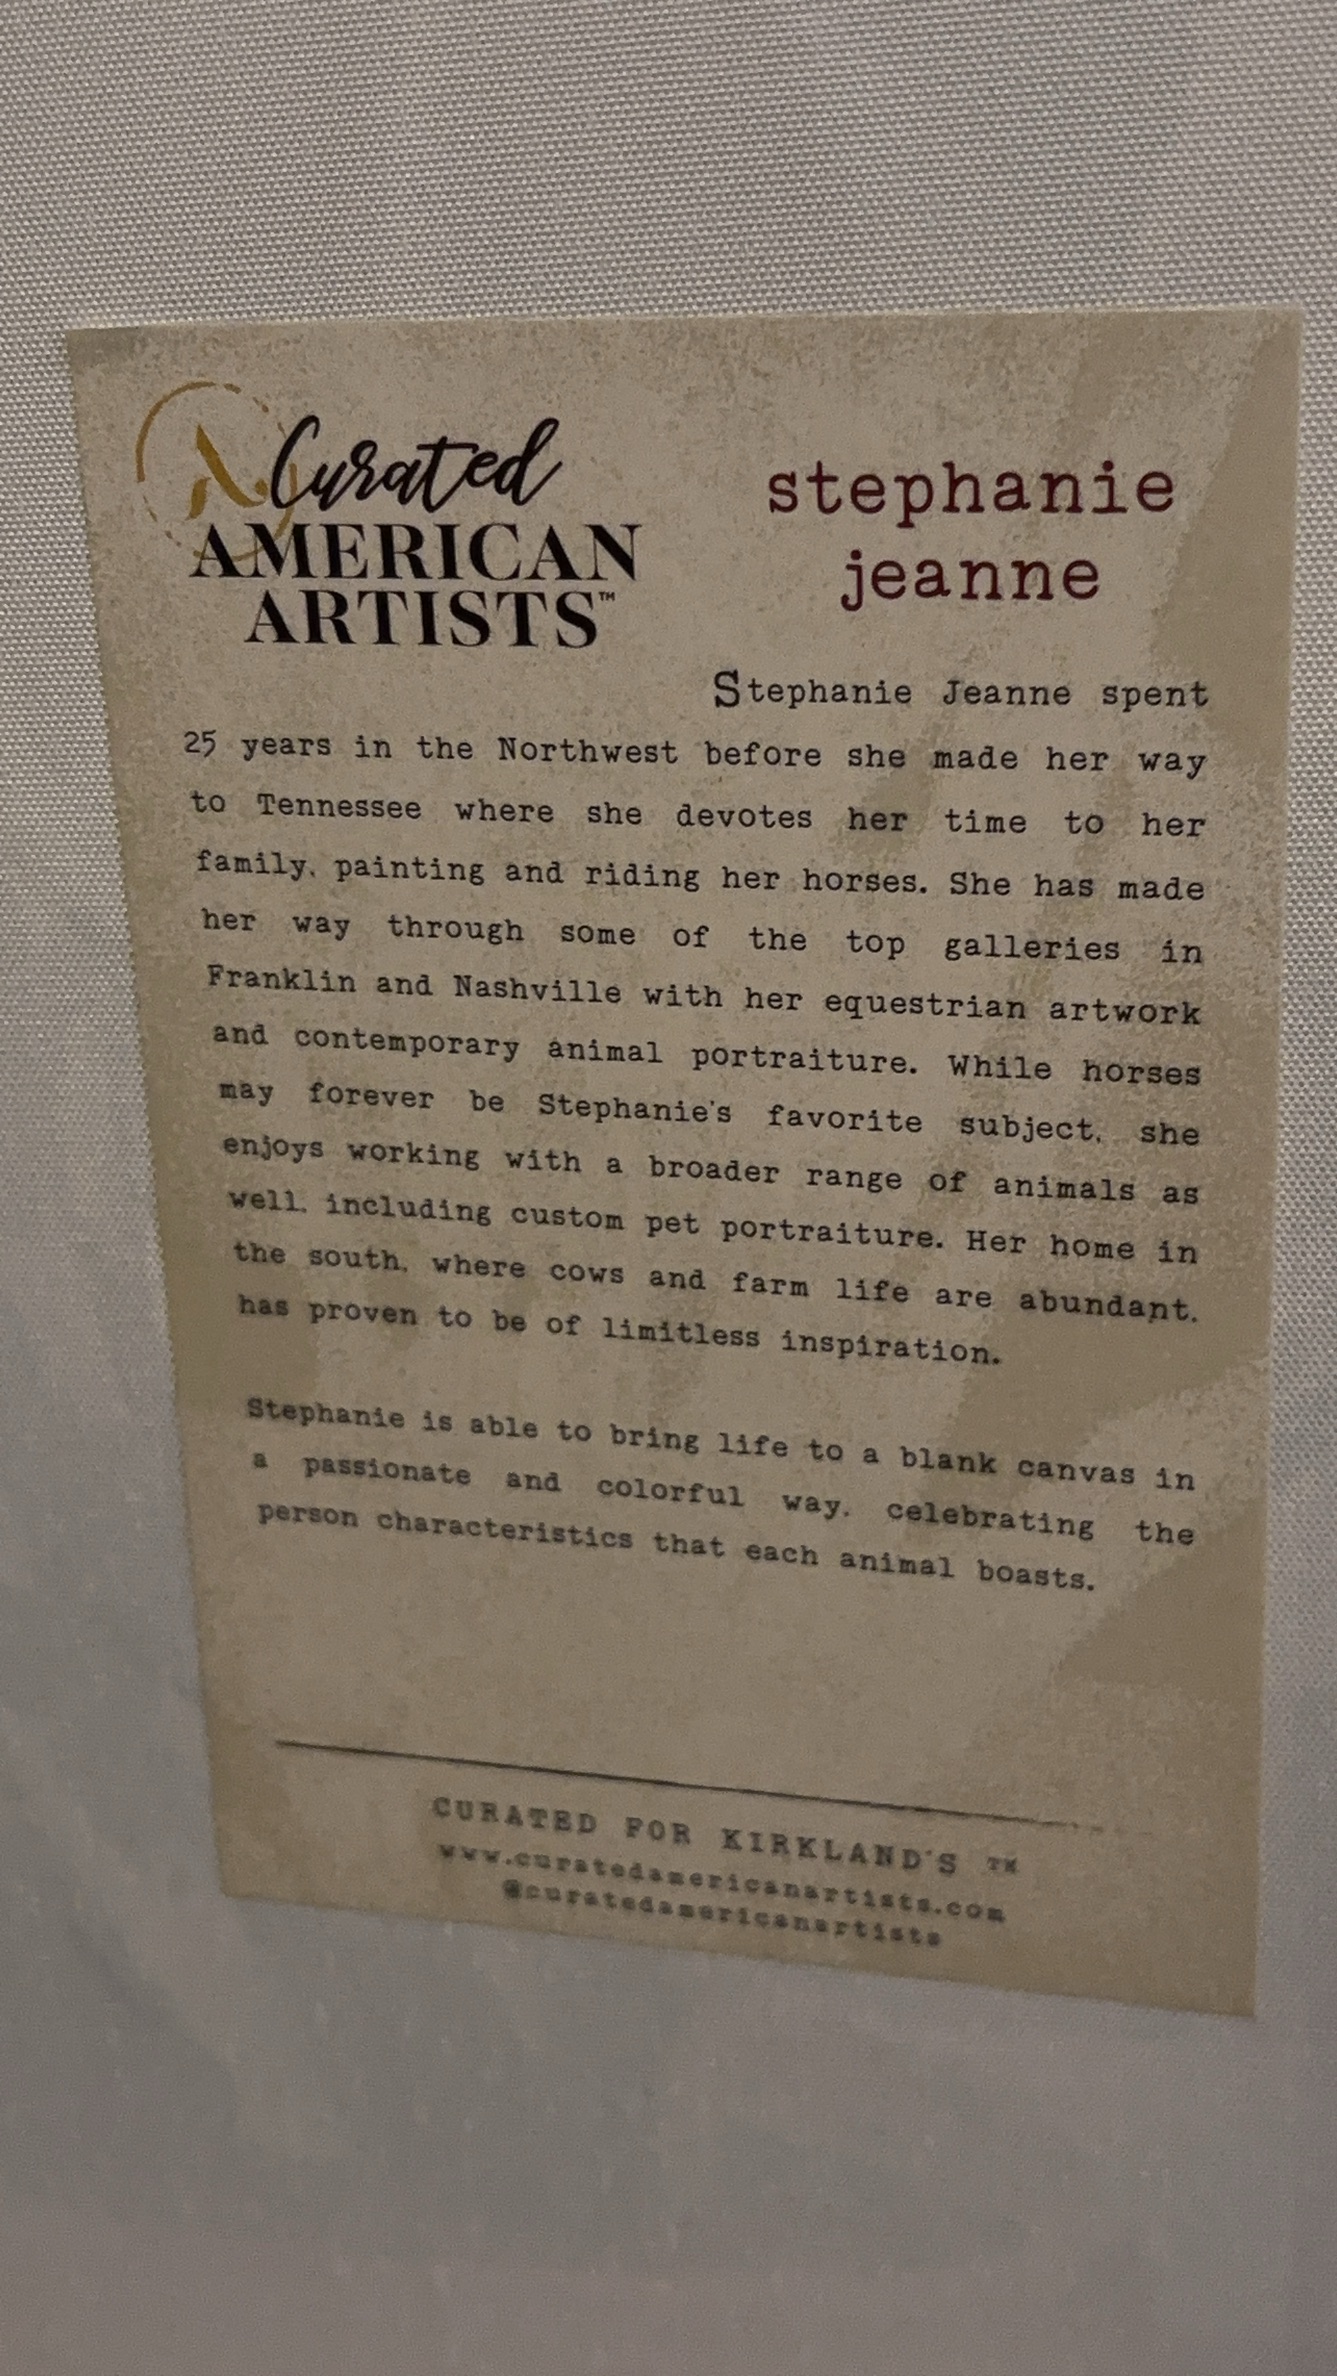 Curated
AMERICAN
ARTISTS™
stephanie
jeanne
Stephanie Jeanne spent
25 years in the Northwest before she made her way
to Tennessee where she devotes her time to her
family, painting and riding her horses. She has made
her way through some of the top galleries in
Franklin and Nashville with her equestrian artwork
and contemporary animal portraiture. While horses
may forever be Stephanie's favorite subject, she
enjoys working with a broader range of animals as
well, including custom pet portraiture. Her home in
the south, where cows and farm life are abundant,
has proven to be of limitless inspiration.
Stephanie is able to bring life to a blank canvas in
a passionate and colorful way, celebrating the
person characteristics that each animal boasts.
CURATED FOR KIRKLAND'S ™
www.curatedamericanartists.com
@curatedamericanartists